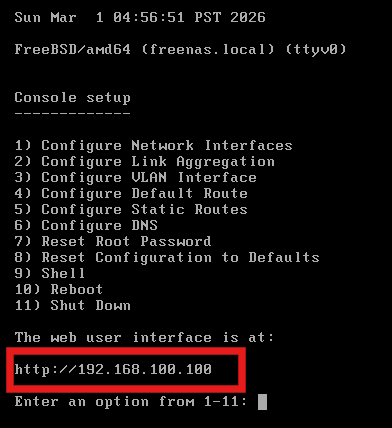 Sun Mar  1 04:56:51 PST 2026
FreeBSD/amd64 (freenas.local) (ttyv0)
Console setup
-------------
1) Configure Network Interfaces
2) Configure Link Aggregation
3) Configure VLAN Interface
4) Configure Default Route
5) Configure Static Routes
6) Configure DNS
7) Reset Root Password
8) Reset Configuration to Defaults
9) Shell
10) Reboot
11) Shut Down
The web user interface is at:
http://192.168.100.100
Enter an option from 1-11: